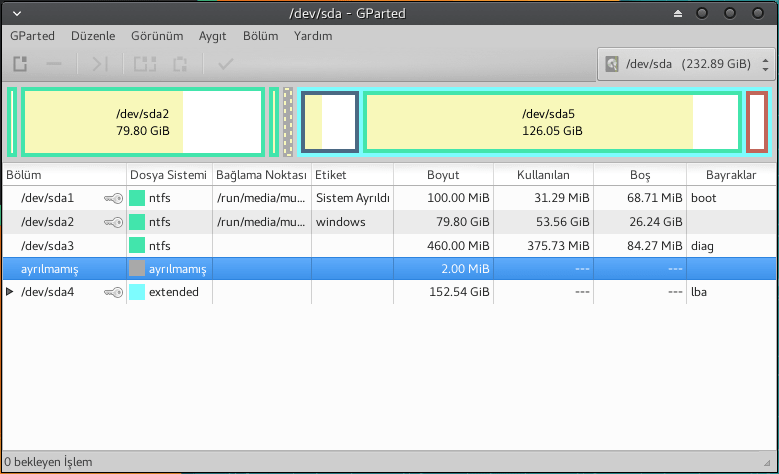 /dev/sda - GParted
GParted Düzenle Görünüm Aygıt Bölüm Yardım
/dev/sda (232.89 GiB)
/dev/sda2
79.80 GiB
/dev/sda5
126.05 GiB
Bölüm Dosya Sistemi Bağlama Noktası Etiket Boyut Kullanılan Boş Bayraklar
/dev/sda1 ntfs /run/media/mu... Sistem Ayrıldı 100.00 MiB 31.29 MiB 68.71 MiB boot
/dev/sda2 ntfs /run/media/mu... windows 79.80 GiB 53.56 GiB 26.24 GiB
/dev/sda3 ntfs 460.00 MiB 375.73 MiB 84.27 MiB diag
ayrılmamış ayrılmamış 2.00 MiB --- ---
/dev/sda4 extended 152.54 GiB --- --- lba
0 bekleyen İşlem